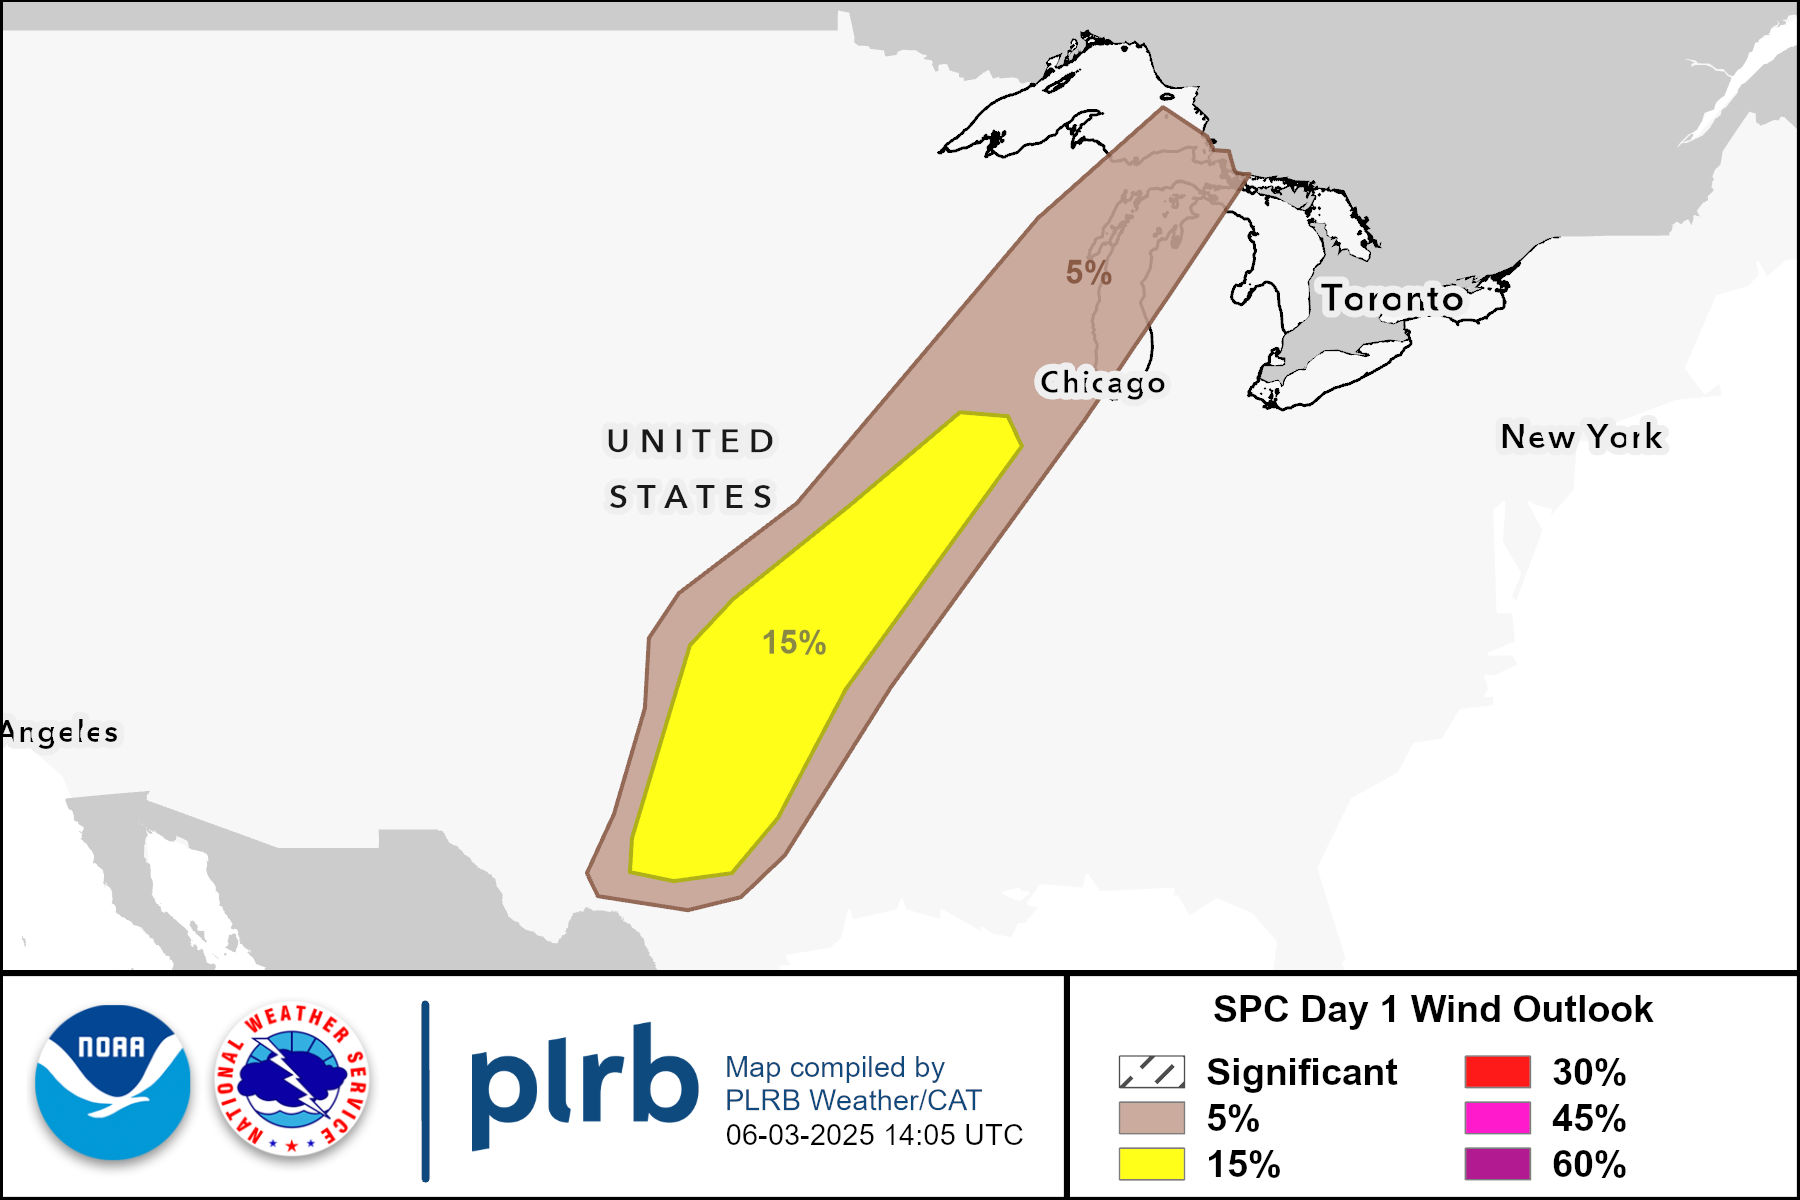 5%
Toronto
Chicago
UNITED
STATES
New York
15%
Angeles
NOAA
NATIONAL WEATHER SERVICE
plrb
Map compiled by
PLRB Weather/CAT
06-03-2025 14:05 UTC
SPC Day 1 Wind Outlook
Significant
5%
15%
30%
45%
60%